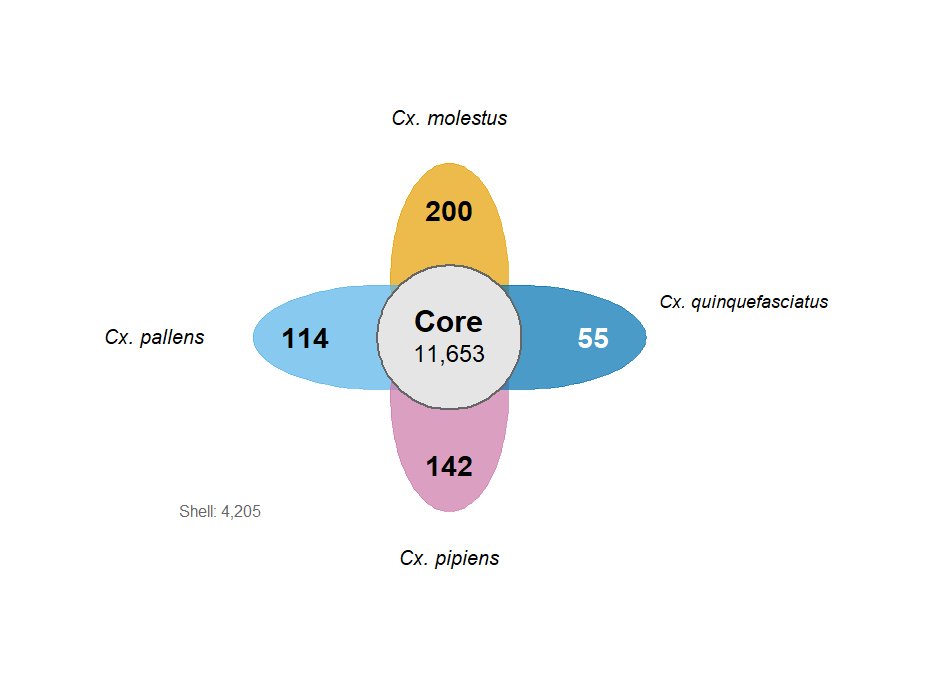 Cx. molestus
200
Cx. quinquefasciatus
Core
Cx. pallens
114
55
11,653
142
Shell: 4,205
Cx. pipiens